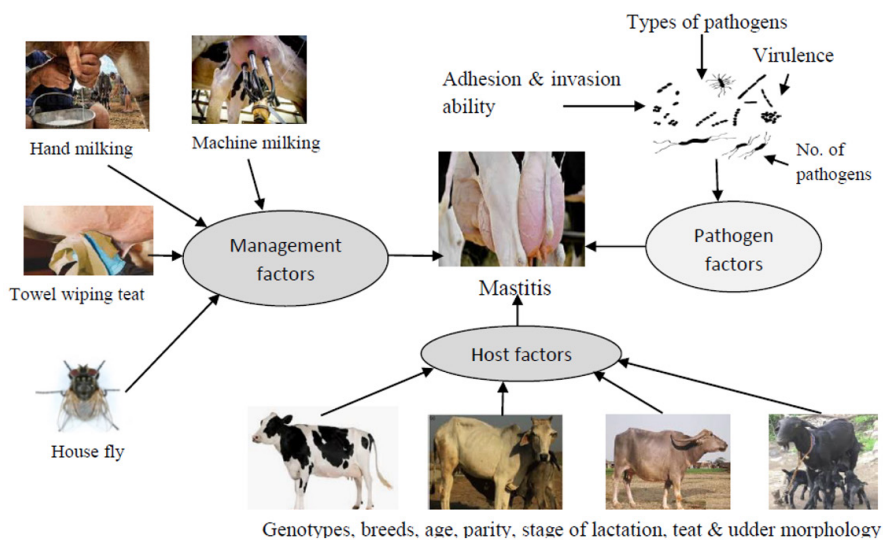 Types of pathogens
Virulence
Adhesion & invasion
ability
No. of
pathogens
Hand milking
Machine milking
Management
factors
Pathogen
factors
Towel wiping teat
Mastitis
Host factors
House fly
Genotypes, breeds, age, parity, stage of lactation, teat & udder morphology